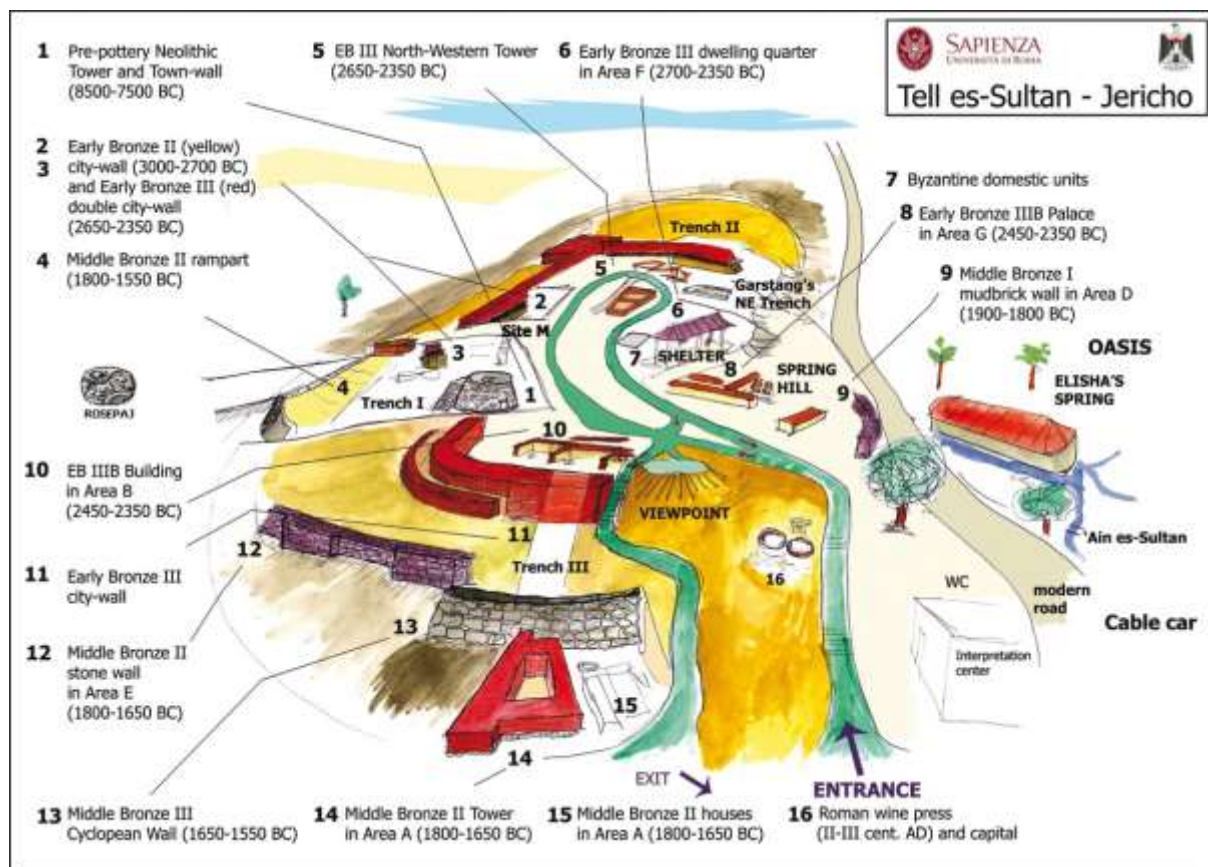 1 Pre-pottery Neolithic
Tower and Town-wall
(8500-7500 BC)
5 EB III North-Western Tower
(2650-2350 BC)
6 Early Bronze III dwelling quarter
in Area F (2700-2350 BC)
SAPIENZA
UNIVERSITÀ DI ROMA
Tell es-Sultan - Jericho
2 Early Bronze II (yellow)
3 city-wall (3000-2700 BC)
and Early Bronze III (red)
double city-wall
(2650-2350 BC)
4 Middle Bronze II rampart
(1800-1550 BC)
7 Byzantine domestic units
8 Early Bronze IIIB Palace
in Area G (2450-2350 BC)
9 Middle Bronze I
mudbrick wall in Area D
(1900-1800 BC)
Trench II
5
Garstang's
NE Trench
2
6
Site M
3
7
SHELTER
8
SPRING
HILL
9
OASIS
ELISHA'S
SPRING
4
Trench I
1
ROSEPAJ
10
VIEWPOINT
11
Trench III
12
16
'Ain es-Sultan
WC
modern
road
Cable car
Interpretation
center
13
15
14
EXIT
ENTRANCE
10 EB IIIB Building
in Area B
(2450-2350 BC)
11 Early Bronze III
city-wall
12 Middle Bronze II
stone wall
in Area E
(1800-1650 BC)
13 Middle Bronze III
Cyclopean Wall (1650-1550 BC)
14 Middle Bronze II Tower
in Area A (1800-1650 BC)
15 Middle Bronze II houses
in Area A (1800-1650 BC)
16 Roman wine press
(II-III cent. AD) and capital